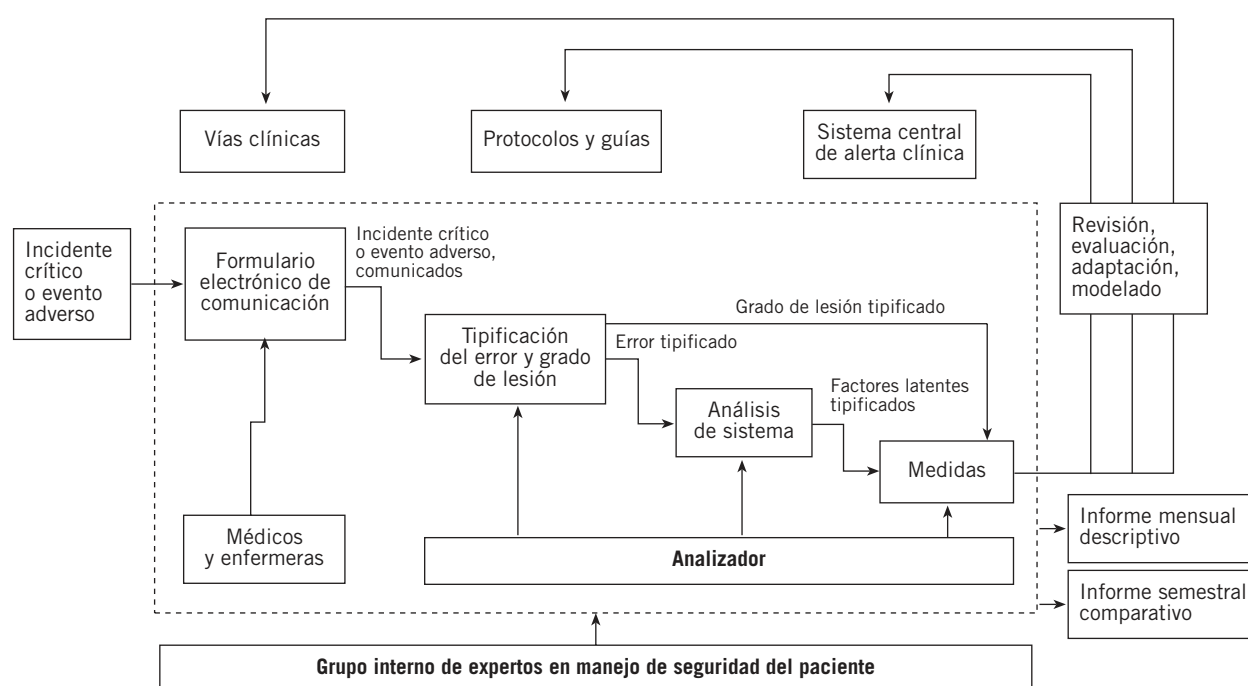 Vías clínicas
Protocolos y guías
Sistema central
de alerta clínica
Revisión,
evaluación,
adaptación,
modelado
Incidente
crítico
o evento
adverso
Formulario
electrónico de
comunicación
Incidente crítico
o evento adverso,
comunicados
Grado de lesión tipificado
Tipificación
del error y grado
de lesión
Error tipificado
Análisis
de sistema
Factores latentes
tipificados
Medidas
Médicos
y enfermeras
Analizador
Informe mensual
descriptivo
Informe semestral
comparativo
Grupo interno de expertos en manejo de seguridad del paciente